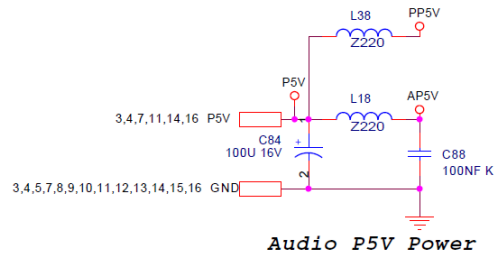 L38
PP5V
Z220
P5V
L18
AP5V
3,4,7,11,14,16 P5V
1
Z220
C84
100U 16V
+
C88
100NF K
2
3,4,5,7,8,9,10,11,12,13,14,15,16 GND
Audio P5V Power